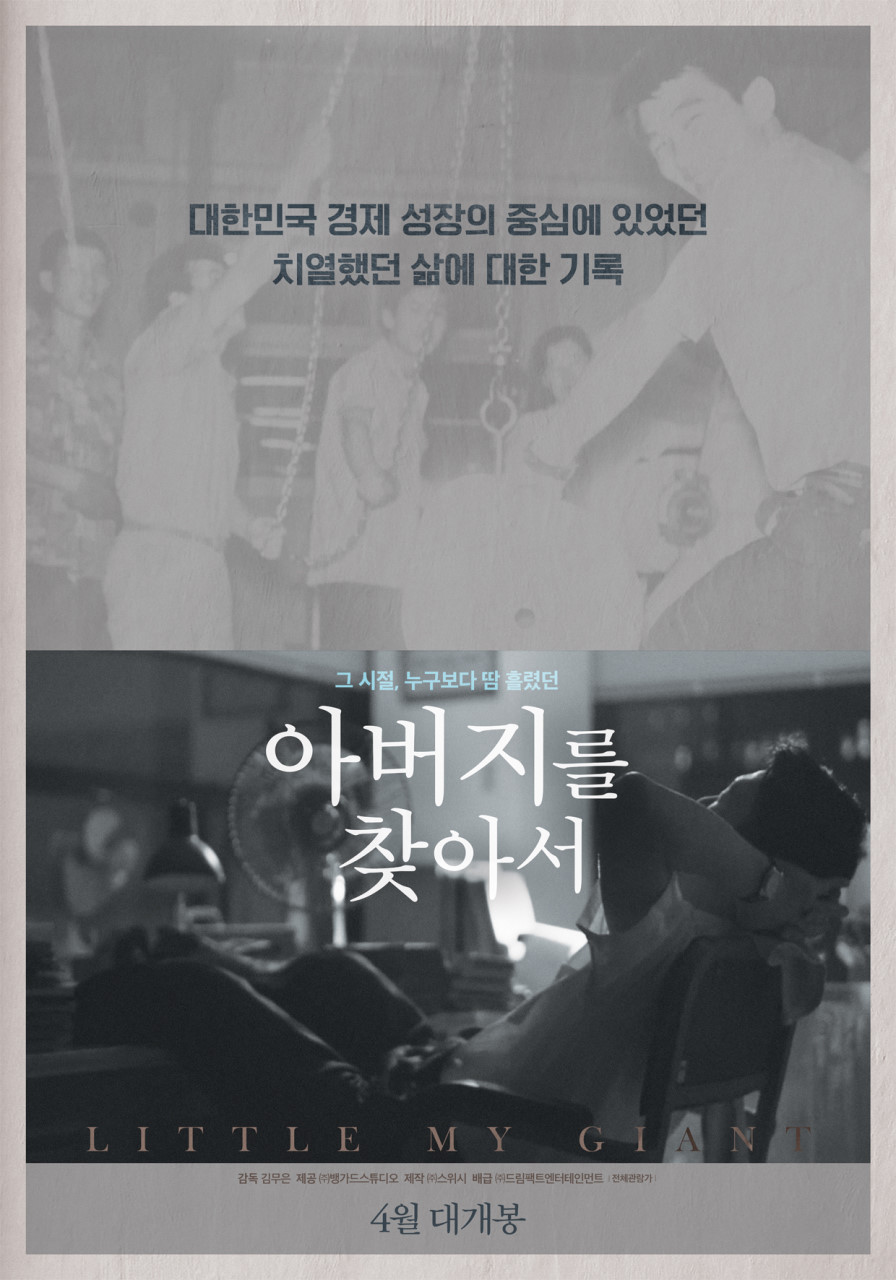 대한민국 경제 성장의 중심에 있었던
치열했던 삶에 대한 기록
그 시절, 누구보다 땀 흘렸던
아버지를
찾아서
LITTLE MY GIANT
감독 김무은 제공 ㈜뱅가드스튜디오 제작 ㈜스위시 배급 ㈜드림팩트엔터테인먼트 | 전체관람가 |
4월 대개봉